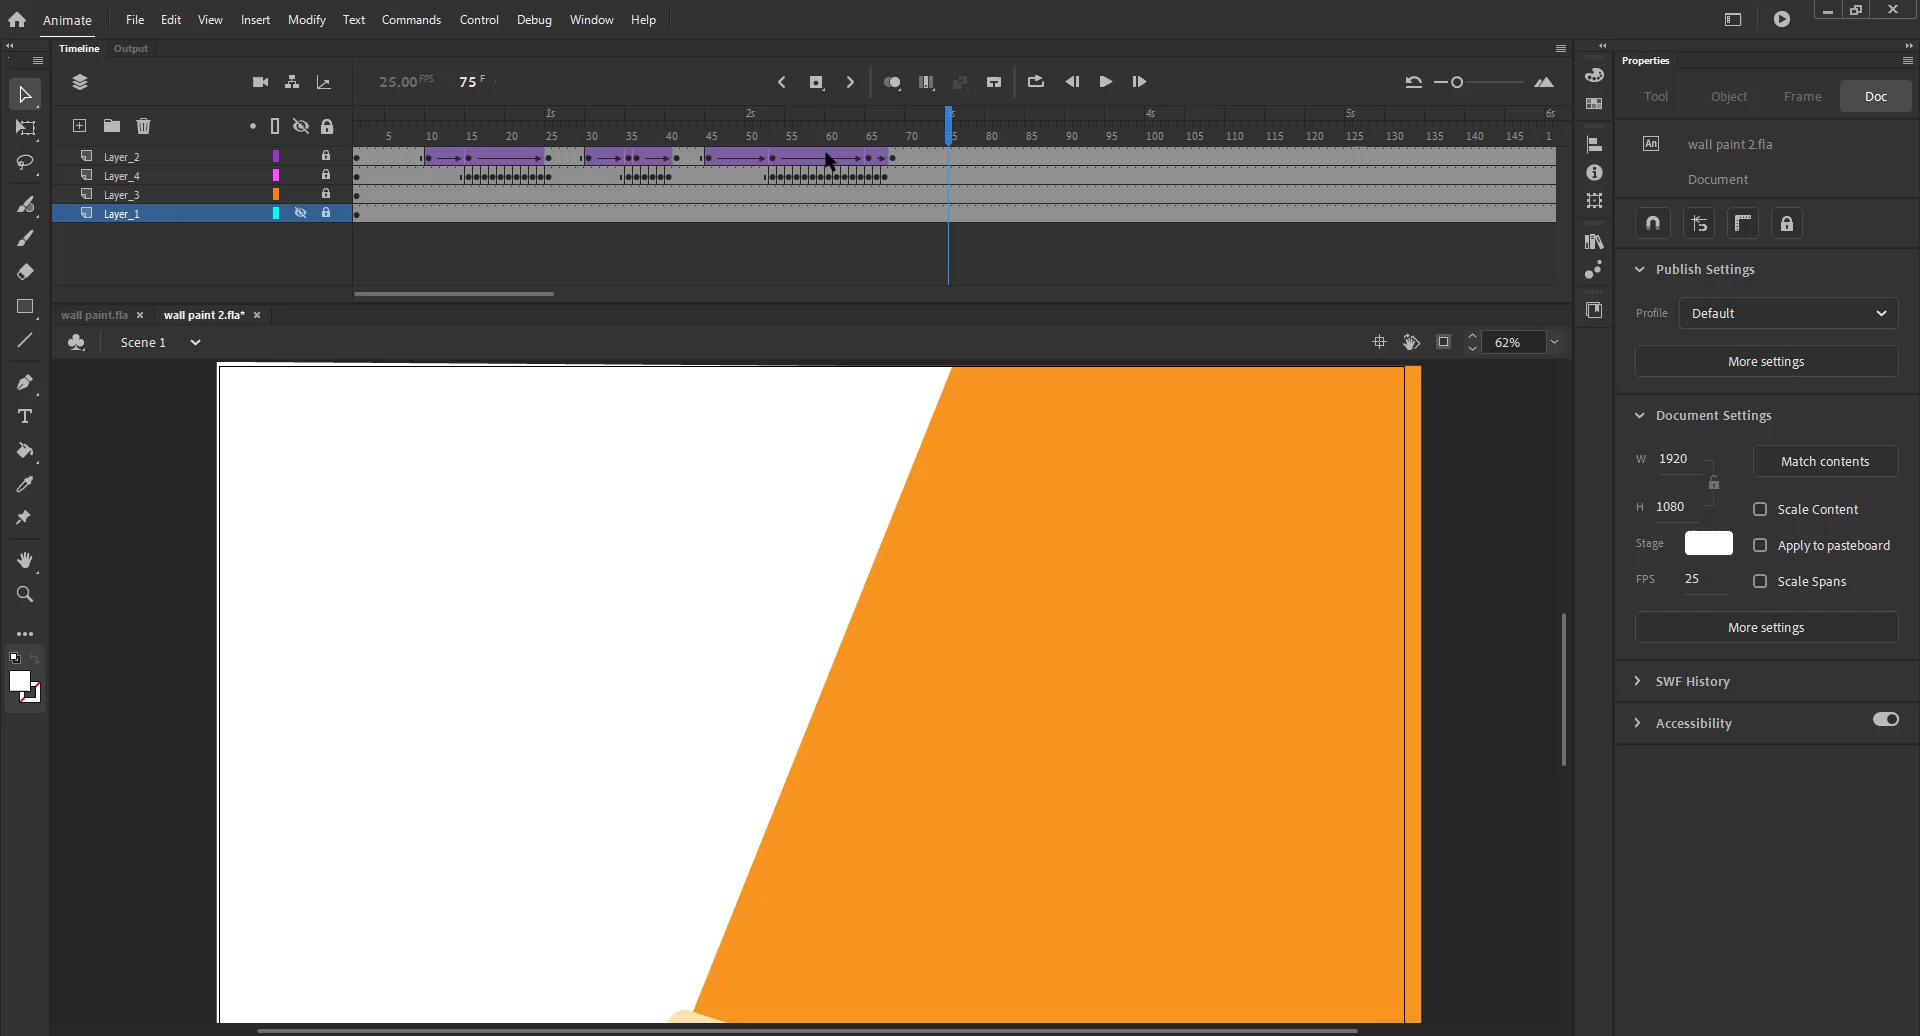 Animate File Edit View Insert Modify Text Commands Control Debug Window Help
Timeline Output
Properties
25.00 FPS 75 F
Tool Object Frame Doc
1s 2s 3s 4s 5s 6s
5 10 15 20 25 30 35 40 45 50 55 60 65 70 75 80 85 90 95 100 105 110 115 120 125 130 135 140 145 1
Layer_2
Layer_4
Layer_3
Layer_1
An wall paint 2.fla
Document
Publish Settings
Profile Default
More settings
wall paint.fla × wall paint 2.fla* ×
Scene 1 62%
Document Settings
W 1920 Match contents
H 1080 Scale Content
Stage Apply to pasteboard
FPS 25 Scale Spans
More settings
SWF History
Accessibility